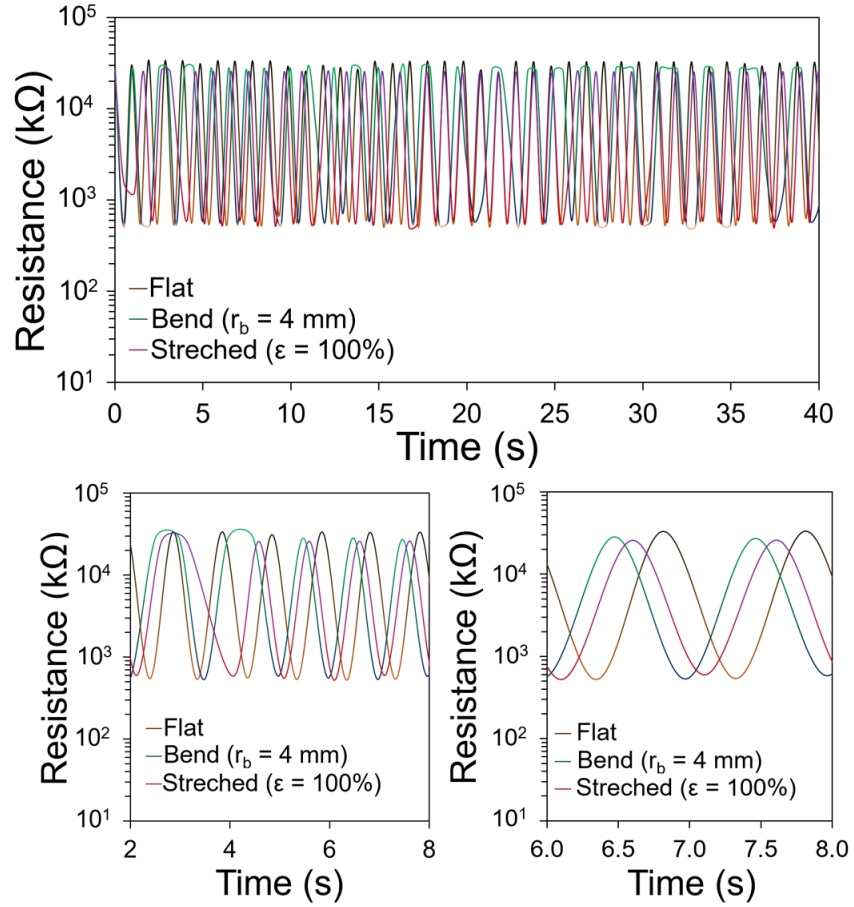 Resistance (kΩ)
10⁵
10⁴
10³
10²
10¹
Flat
Bend (r_b = 4 mm)
Streched (ε = 100%)
0 5 10 15 20 25 30 35 40
Time (s)
Resistance (kΩ)
10⁵
10⁴
10³
10²
10¹
Flat
Bend (r_b = 4 mm)
Streched (ε = 100%)
2 4 6 8
Time (s)
Resistance (kΩ)
10⁵
10⁴
10³
10²
10¹
Flat
Bend (r_b = 4 mm)
Streched (ε = 100%)
6.0 6.5 7.0 7.5 8.0
Time (s)